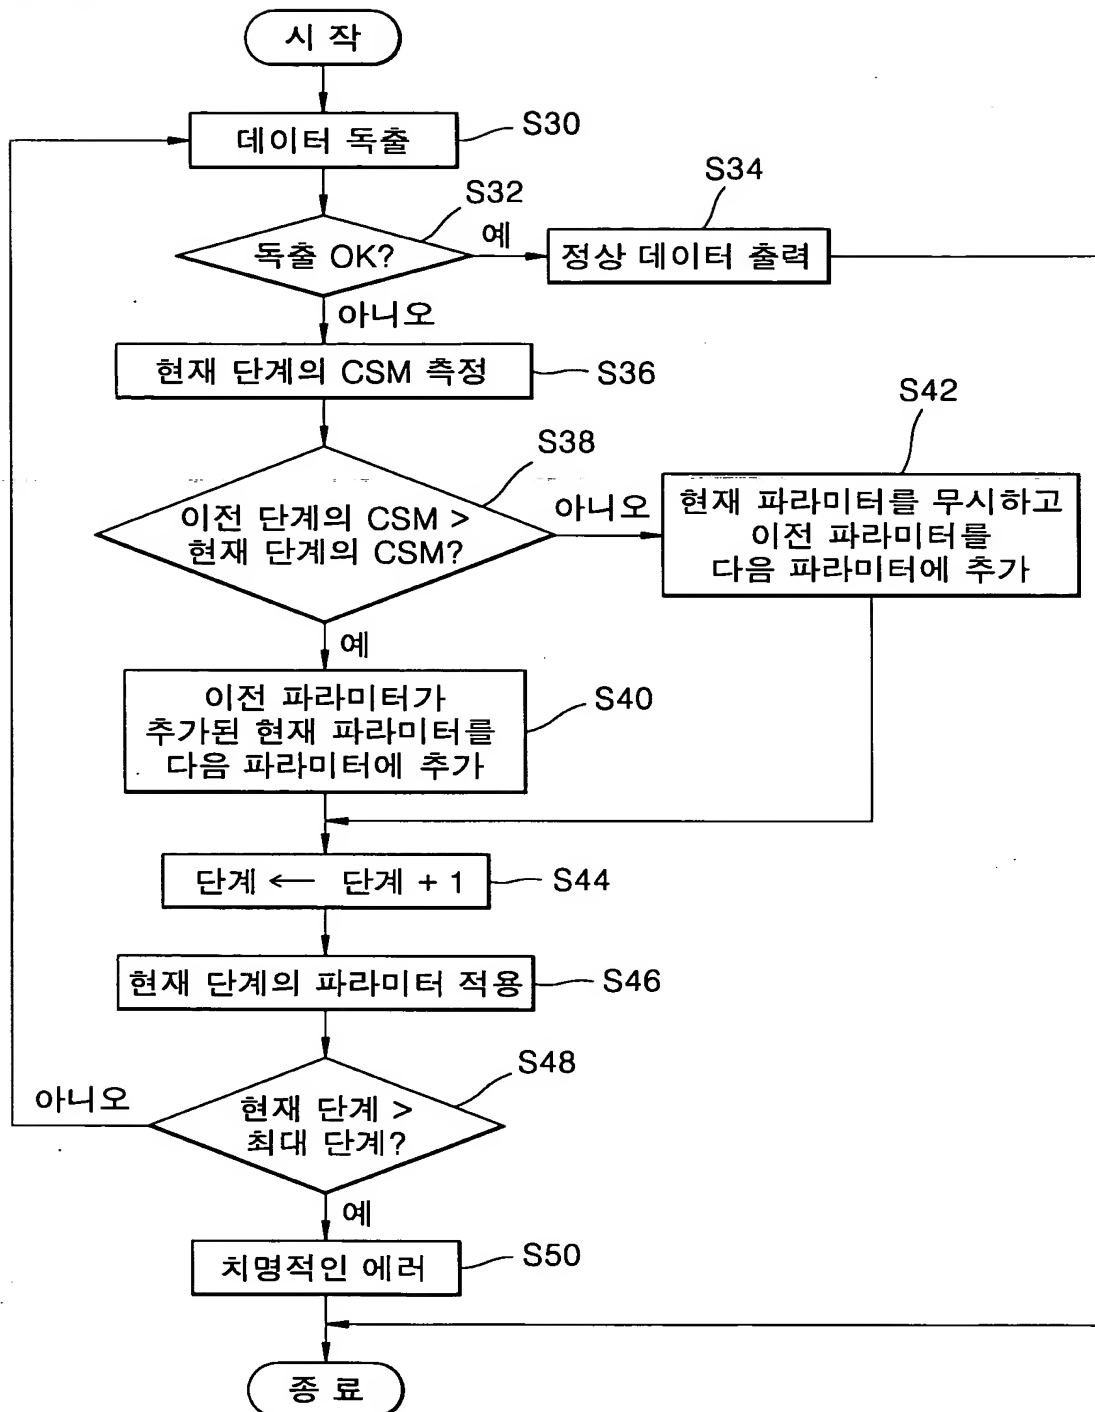 시 작
데이터 독출
S30
S32
독출 OK?
예
S34
정상 데이터 출력
아니오
현재 단계의 CSM 측정
S36
S38
이전 단계의 CSM >
현재 단계의 CSM?
아니오
S42
현재 파라미터를 무시하고
이전 파라미터를
다음 파라미터에 추가
예
이전 파라미터가
추가된 현재 파라미터를
다음 파라미터에 추가
S40
단계 ← 단계 + 1
S44
현재 단계의 파라미터 적용
S46
S48
현재 단계 >
최대 단계?
아니오
예
치명적인 에러
S50
종 료